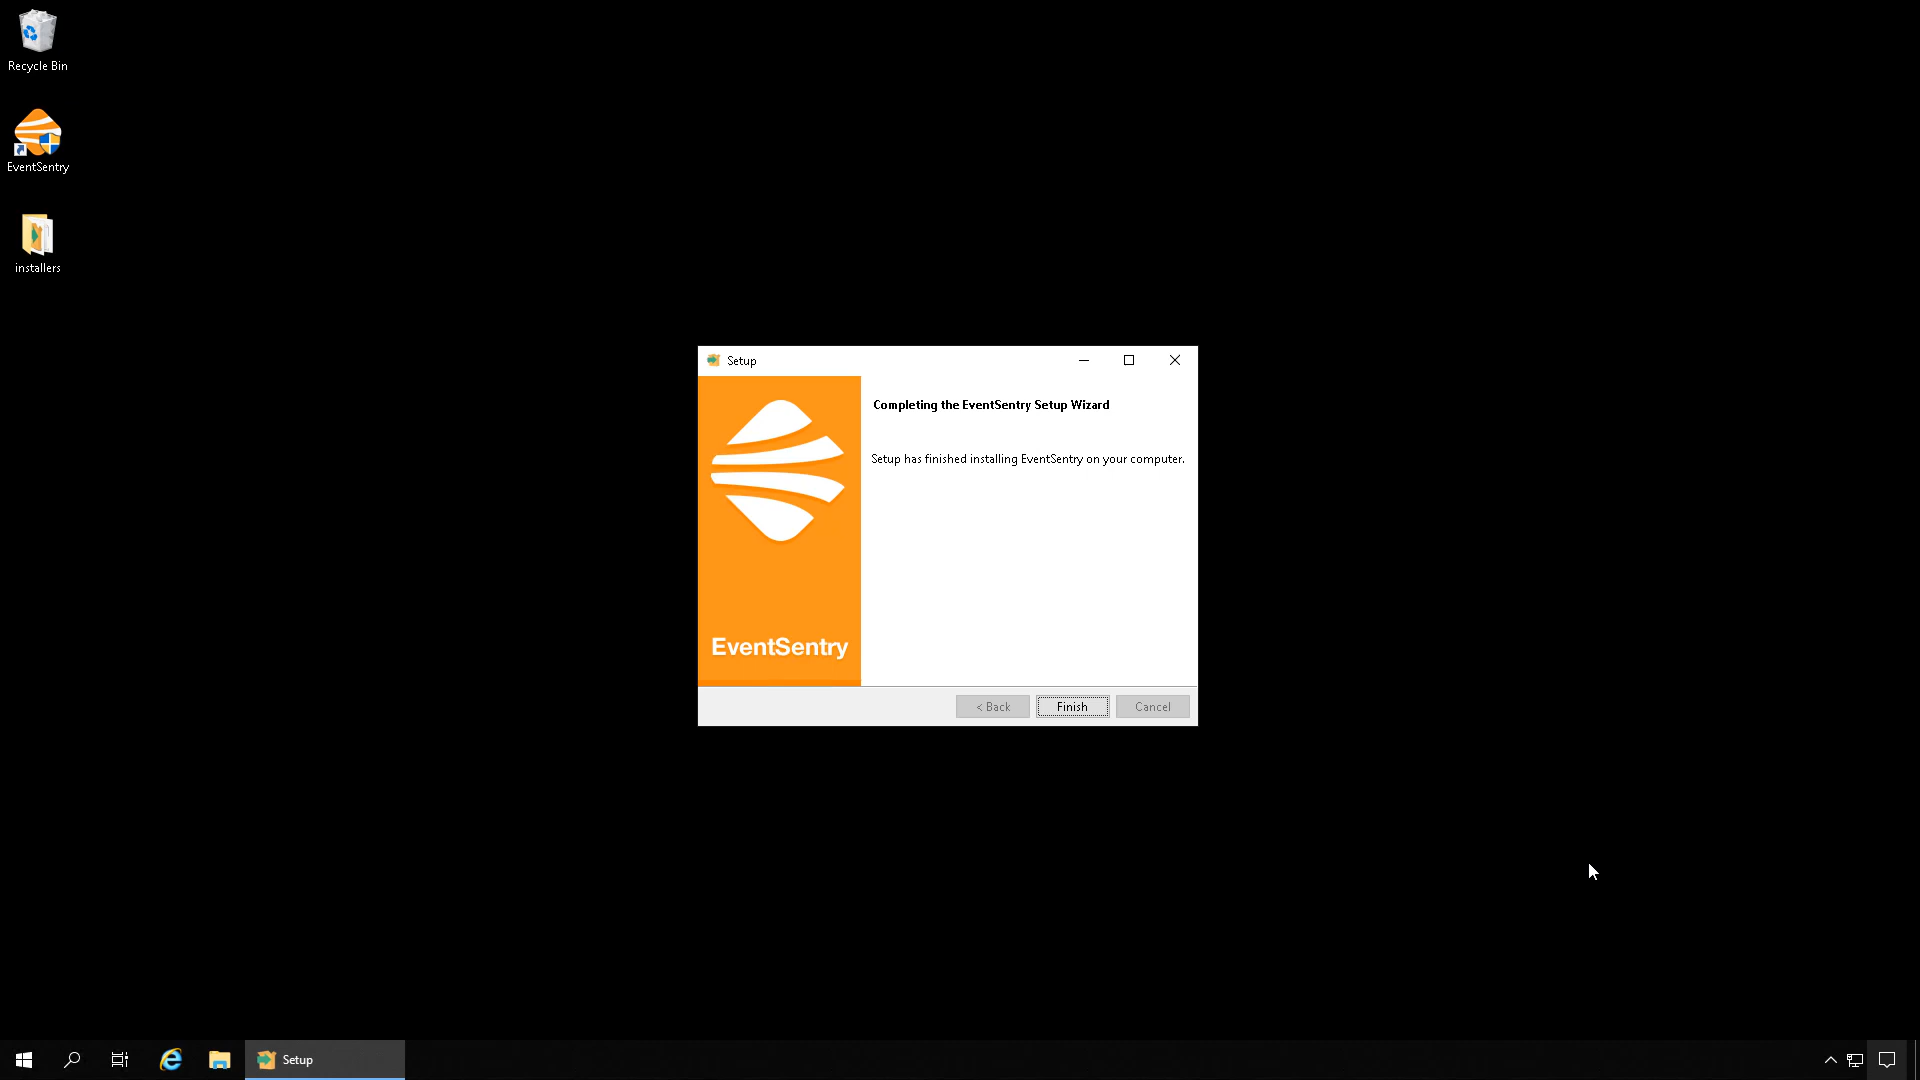 Recycle Bin
EventSentry
installers
Setup
Completing the EventSentry Setup Wizard
Setup has finished installing EventSentry on your computer.
EventSentry
< Back
Finish
Cancel
Setup